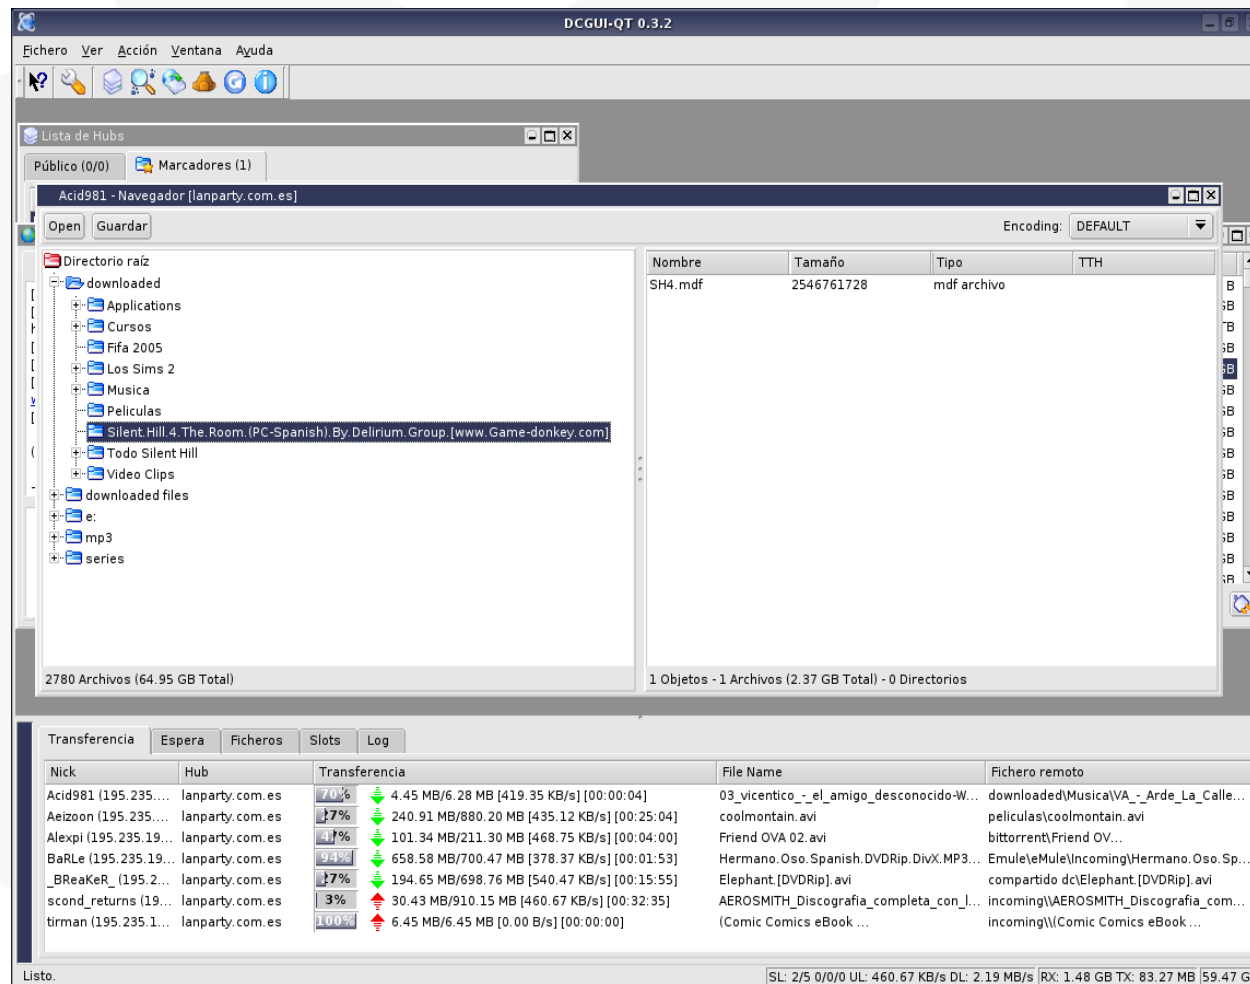 DCGUI-QT 0.3.2
Fichero Ver Acción Ventana Ayuda
Lista de Hubs
Público (0/0) Marcadores (1)
Acid981 - Navegador [lanparty.com.es]
Open Guardar Encoding: DEFAULT
Directorio raíz
downloaded
Applications
Cursos
Fifa 2005
Los Sims 2
Musica
Peliculas
Silent.Hill.4.The.Room.(PC-Spanish).By.Delirium.Group.[www.Game-donkey.com]
Todo Silent Hill
Video Clips
downloaded files
e:
mp3
series
Nombre Tamaño Tipo TTH
SH4.mdf 2546761728 mdf archivo
2780 Archivos (64.95 GB Total) 1 Objetos - 1 Archivos (2.37 GB Total) - 0 Directorios
Transferencia Espera Ficheros Slots Log
Nick Hub Transferencia File Name Fichero remoto
Acid981 (195.235.... lanparty.com.es 70% 4.45 MB/6.28 MB [419.35 KB/s] [00:00:04] 03_vicentico_-_el_amigo_desconocido-W... downloaded\Musica\VA_-_Arde_La_Calle...
Aeizoon (195.235.... lanparty.com.es 27% 240.91 MB/880.20 MB [435.12 KB/s] [00:25:04] coolmontain.avi peliculas\coolmontain.avi
Alexpi (195.235.19... lanparty.com.es 47% 101.34 MB/211.30 MB [468.75 KB/s] [00:04:00] Friend OVA 02.avi bittorrent\Friend OV...
BaRLe (195.235.19... lanparty.com.es 94% 658.58 MB/700.47 MB [378.37 KB/s] [00:01:53] Hermano.Oso.Spanish.DVDRip.DivX.MP3... Emule\eMule\Incoming\Hermano.Oso.Sp...
_BReaKeR_ (195.2... lanparty.com.es 27% 194.65 MB/698.76 MB [540.47 KB/s] [00:15:55] Elephant.[DVDRip].avi compartido dc\Elephant.[DVDRip].avi
scond_returns (19... lanparty.com.es 3% 30.43 MB/910.15 MB [460.67 KB/s] [00:32:35] AEROSMITH_Discografia_completa_con_l... incoming\\AEROSMITH_Discografia_com...
tirman (195.235.1... lanparty.com.es 100% 6.45 MB/6.45 MB [0.00 B/s] [00:00:00] (Comic Comics eBook ... incoming\\(Comic Comics eBook ...
Listo. SL: 2/5 0/0/0 UL: 460.67 KB/s DL: 2.19 MB/s RX: 1.48 GB TX: 83.27 MB 59.47 G